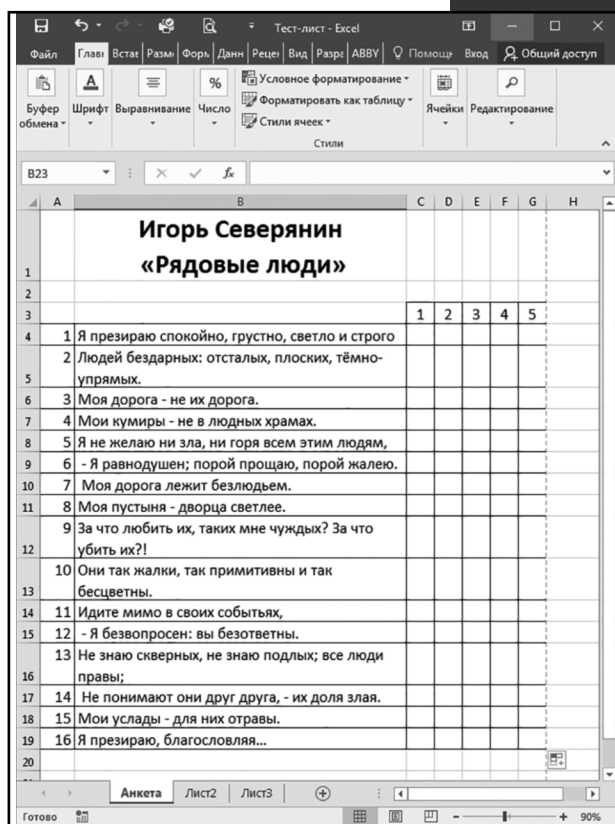 Тест-лист - Excel
Файл Главн Встав Разме Форм Данн Рецен Вид Разра ABBY Помощь Вход Общий доступ
Буфер обмена Шрифт Выравнивание Число Условное форматирование Ячейки Редактирование
Форматировать как таблицу
Стили ячеек
Стили
B23 fx
A B C D E F G H
Игорь Северянин
1 «Рядовые люди»
2
3 1 2 3 4 5
4 1 Я презираю спокойно, грустно, светло и строго
2 Людей бездарных: отсталых, плоских, тёмно-
5 упрямых.
6 3 Моя дорога - не их дорога.
7 4 Мои кумиры - не в людных храмах.
8 5 Я не желаю ни зла, ни горя всем этим людям,
9 6 - Я равнодушен; порой прощаю, порой жалею.
10 7 Моя дорога лежит безлюдьем.
11 8 Моя пустыня - дворца светлее.
9 За что любить их, таких мне чуждых? За что
12 убить их?!
10 Они так жалки, так примитивны и так
13 бесцветны.
14 11 Идите мимо в своих событьях,
15 12 - Я безвопросен: вы безответны.
13 Не знаю скверных, не знаю подлых; все люди
16 правы;
17 14 Не понимают они друг друга, - их доля злая.
18 15 Мои услады - для них отравы.
19 16 Я презираю, благословляя...
20
Анкета Лист2 Лист3
Готово 90%